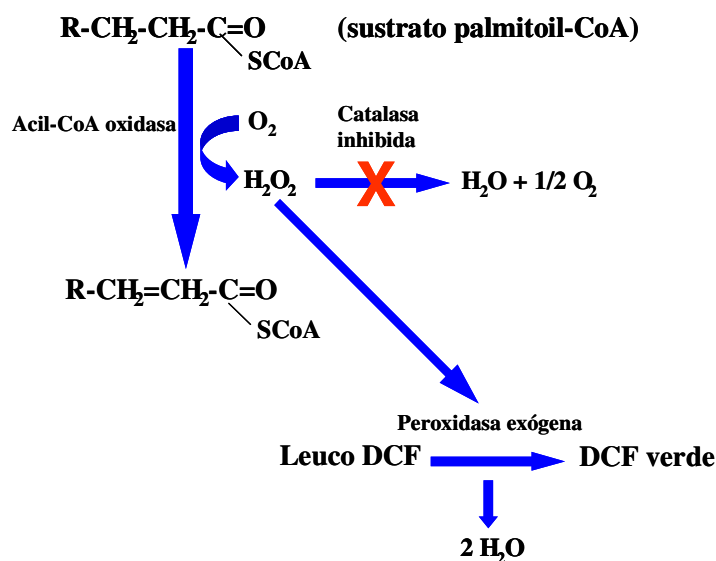 R-CH2-CH2-C=O (sustrato palmitoil-CoA)
SCoA
Acil-CoA oxidasa
O2
Catalasa
inhibida
H2O2
X
H2O + 1/2 O2
R-CH2=CH2-C=O
SCoA
Peroxidasa exógena
Leuco DCF
DCF verde
2 H2O